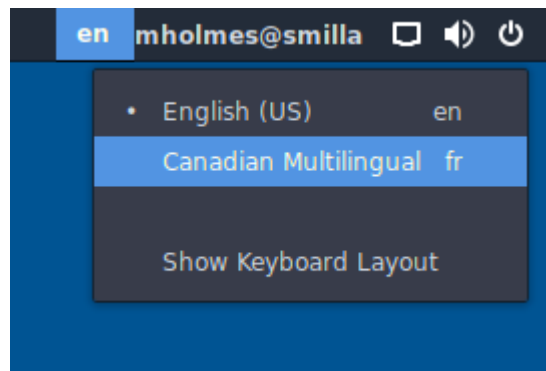 en mholmes@smilla
• English (US) en
Canadian Multilingual fr
Show Keyboard Layout